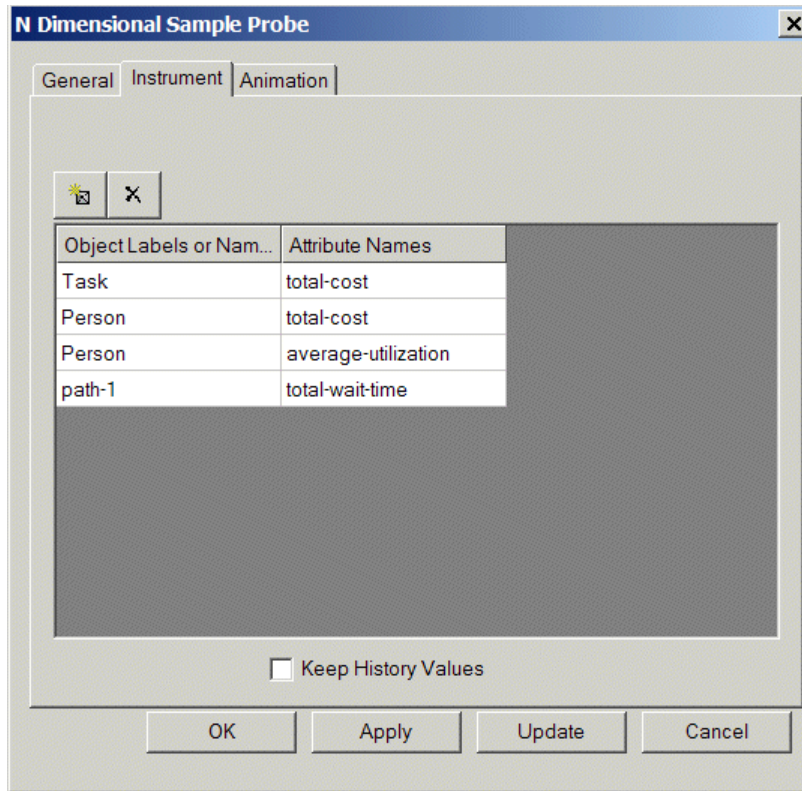 N Dimensional Sample Probe
General Instrument Animation
Object Labels or Nam... Attribute Names
Task total-cost
Person total-cost
Person average-utilization
path-1 total-wait-time
Keep History Values
OK Apply Update Cancel